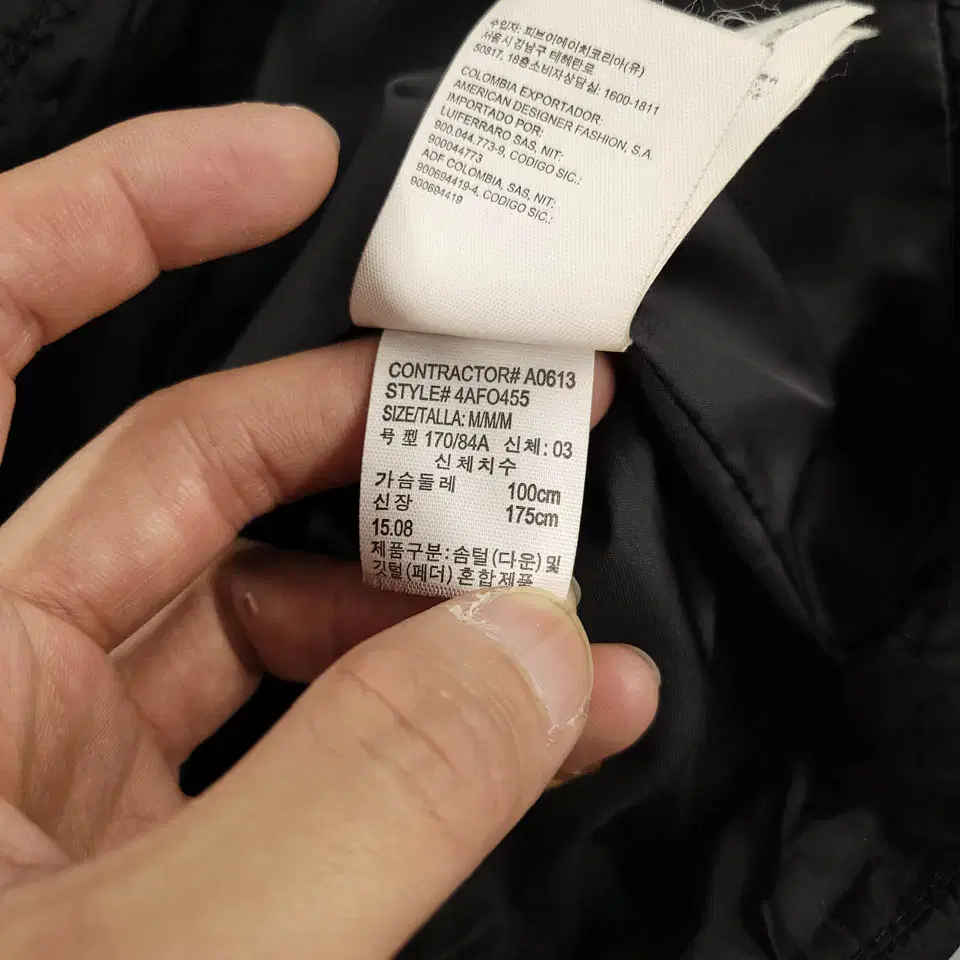 수입자: 피브이에이치코리아(유)
서울시 강남구 테헤란로
50817, 18층소비자상담실: 1600-1811
COLOMBIA EXPORTADOR:
AMERICAN DESIGNER FASHION, S.A.
IMPORTADO POR:
LUIFERRARO SAS, NIT:
900.044.773-9, CODIGO SIC.:
900044773
ADF COLOMBIA, SAS, NIT:
900694419-4, CODIGO SIC.:
900694419
CONTRACTOR# A0613
STYLE# 4AFO455
SIZE/TALLA: M/M/M
号型 170/84A 신체: 03
신체치수
가슴둘레 100cm
신장 175cm
15.08
제품구분: 솜털(다운) 및
깃털(페더) 혼합제품